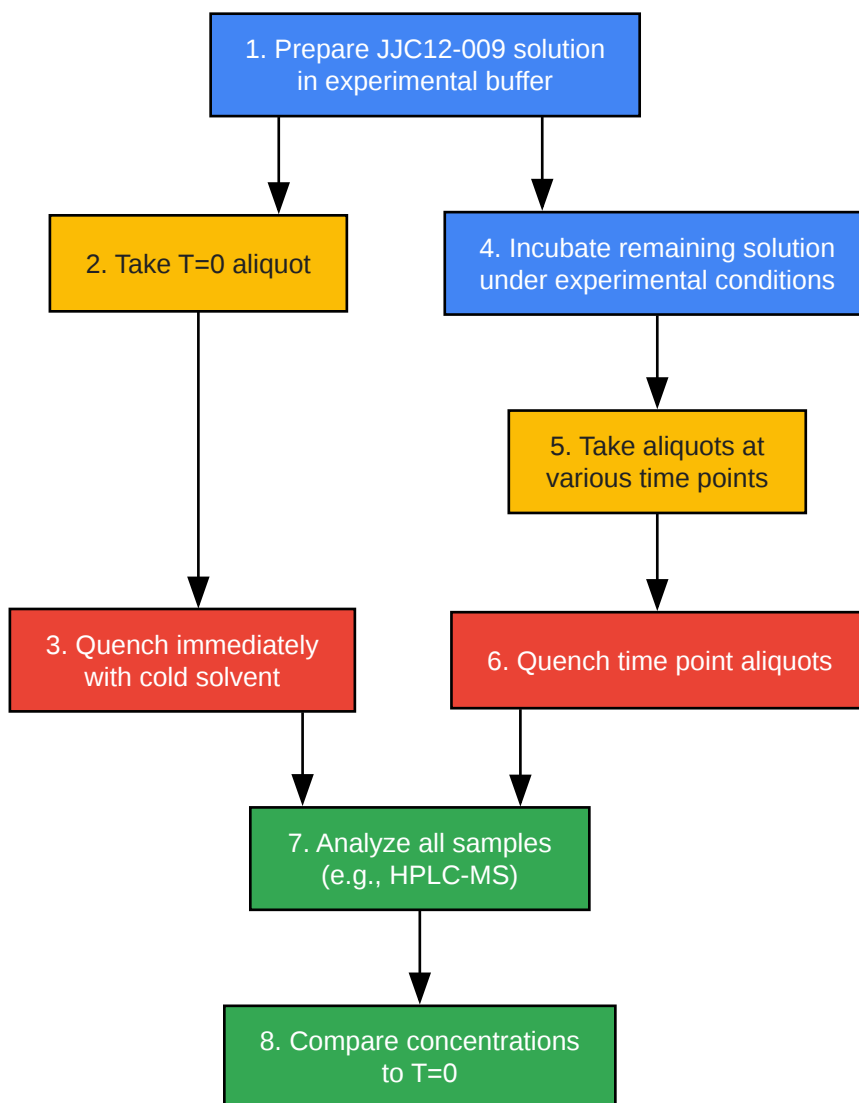 1. Prepare JJC12-009 solution
in experimental buffer
2. Take T=0 aliquot
4. Incubate remaining solution
under experimental conditions
5. Take aliquots at
various time points
3. Quench immediately
with cold solvent
6. Quench time point aliquots
7. Analyze all samples
(e.g., HPLC-MS)
8. Compare concentrations
to T=0